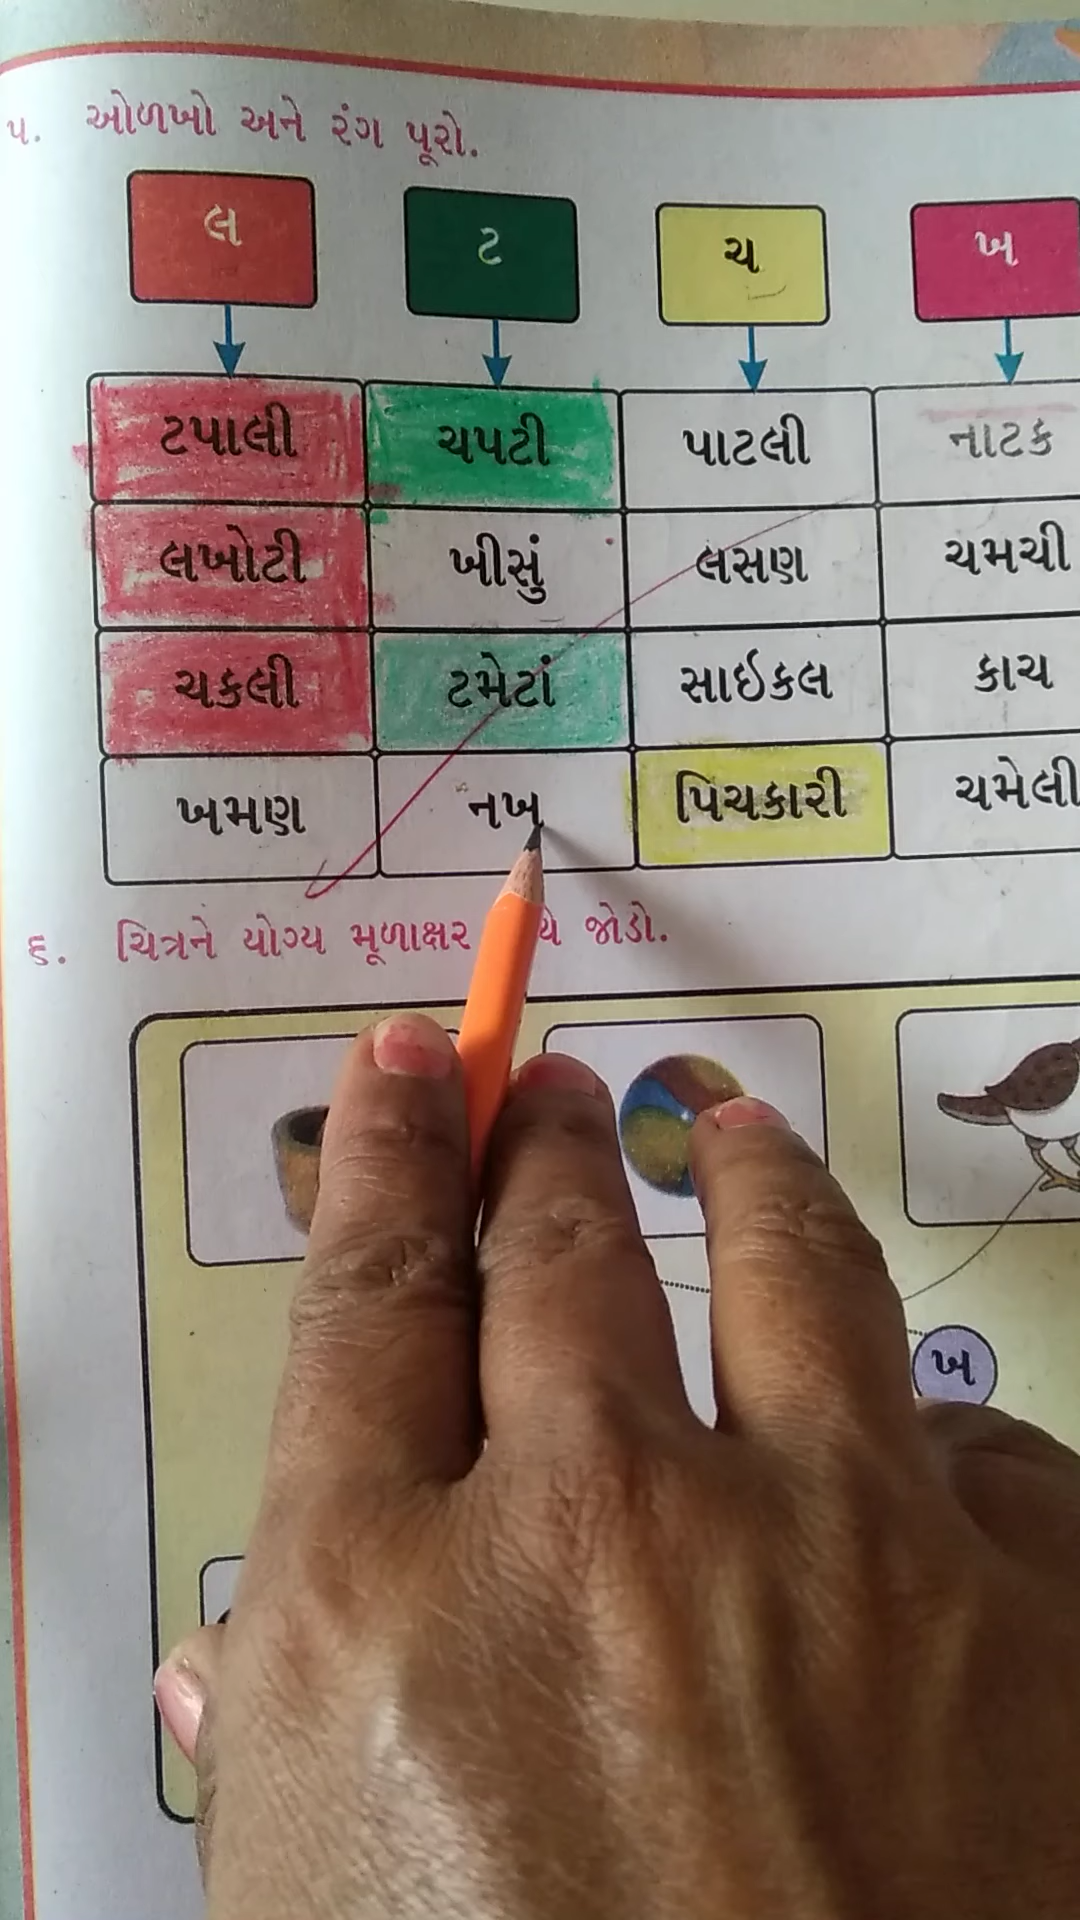 ૫. ઓળખો અને રંગ પૂરો.
લ ટ ચ ખ
ટપાલી ચપટી પાટલી નાટક
લખોટી ખીસું લસણ ચમચી
ચકલી ટમેટાં સાઇકલ કાચ
ખમણ નખ પિચકારી ચમેલી
૬. ચિત્રને યોગ્ય મૂળાક્ષર જોડો.
ખ